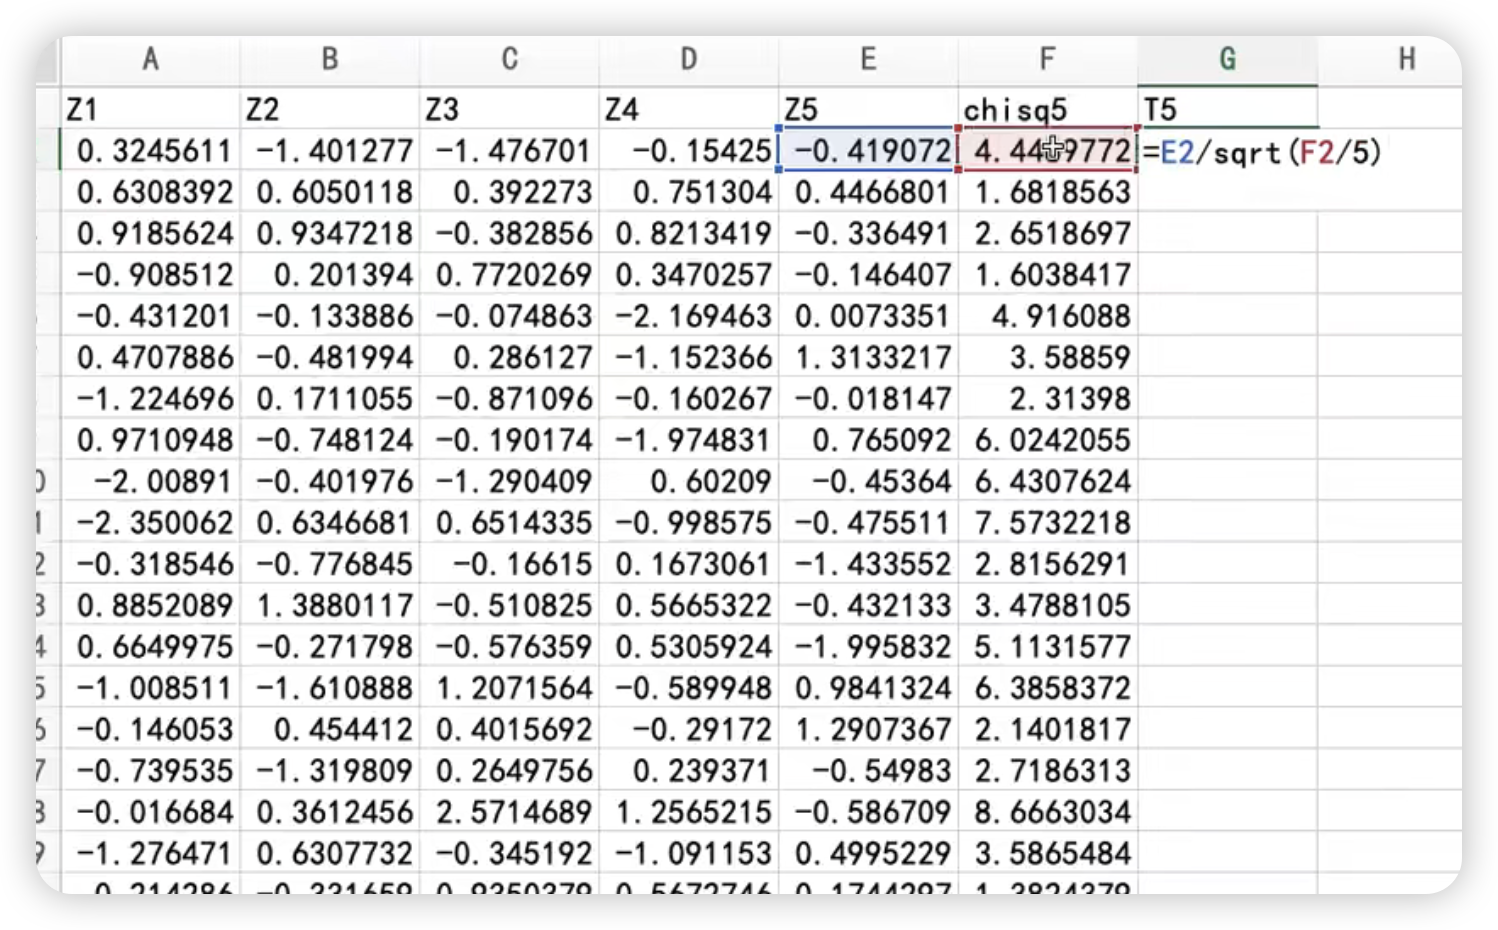 A B C D E F G H
Z1 Z2 Z3 Z4 Z5 chisq5 T5
0.3245611 -1.401277 -1.476701 -0.15425 -0.419072 =E2/sqrt(F2/5)
0.6308392 0.6050118 0.392273 0.751304 0.4466801 1.6818563
0.9185624 0.9347218 -0.382856 0.8213419 -0.336491 2.6518697
-0.908512 0.201394 0.7720269 0.3470257 -0.146407 1.6038417
-0.431201 -0.133886 -0.074863 -2.169463 0.0073351 4.916088
0.4707886 -0.481994 0.286127 -1.152366 1.3133217 3.58859
-1.224696 0.1711055 -0.871096 -0.160267 -0.018147 2.31398
0.9710948 -0.748124 -0.190174 -1.974831 0.765092 6.0242055
0 -2.00891 -0.401976 -1.290409 0.60209 -0.45364 6.4307624
1 -2.350062 0.6346681 0.6514335 -0.998575 -0.475511 7.5732218
2 -0.318546 -0.776845 -0.16615 0.1673061 -1.433552 2.8156291
3 0.8852089 1.3880117 -0.510825 0.5665322 -0.432133 3.4788105
4 0.6649975 -0.271798 -0.576359 0.5305924 -1.995832 5.1131577
5 -1.008511 -1.610888 1.2071564 -0.589948 0.9841324 6.3858372
6 -0.146053 0.454412 0.4015692 -0.29172 1.2907367 2.1401817
7 -0.739535 -1.319809 0.2649756 0.239371 -0.54983 2.7186313
8 -0.016684 0.3612456 2.5714689 1.2565215 -0.586709 8.6663034
9 -1.276471 0.6307732 -0.345192 -1.091153 0.4995229 3.5865484